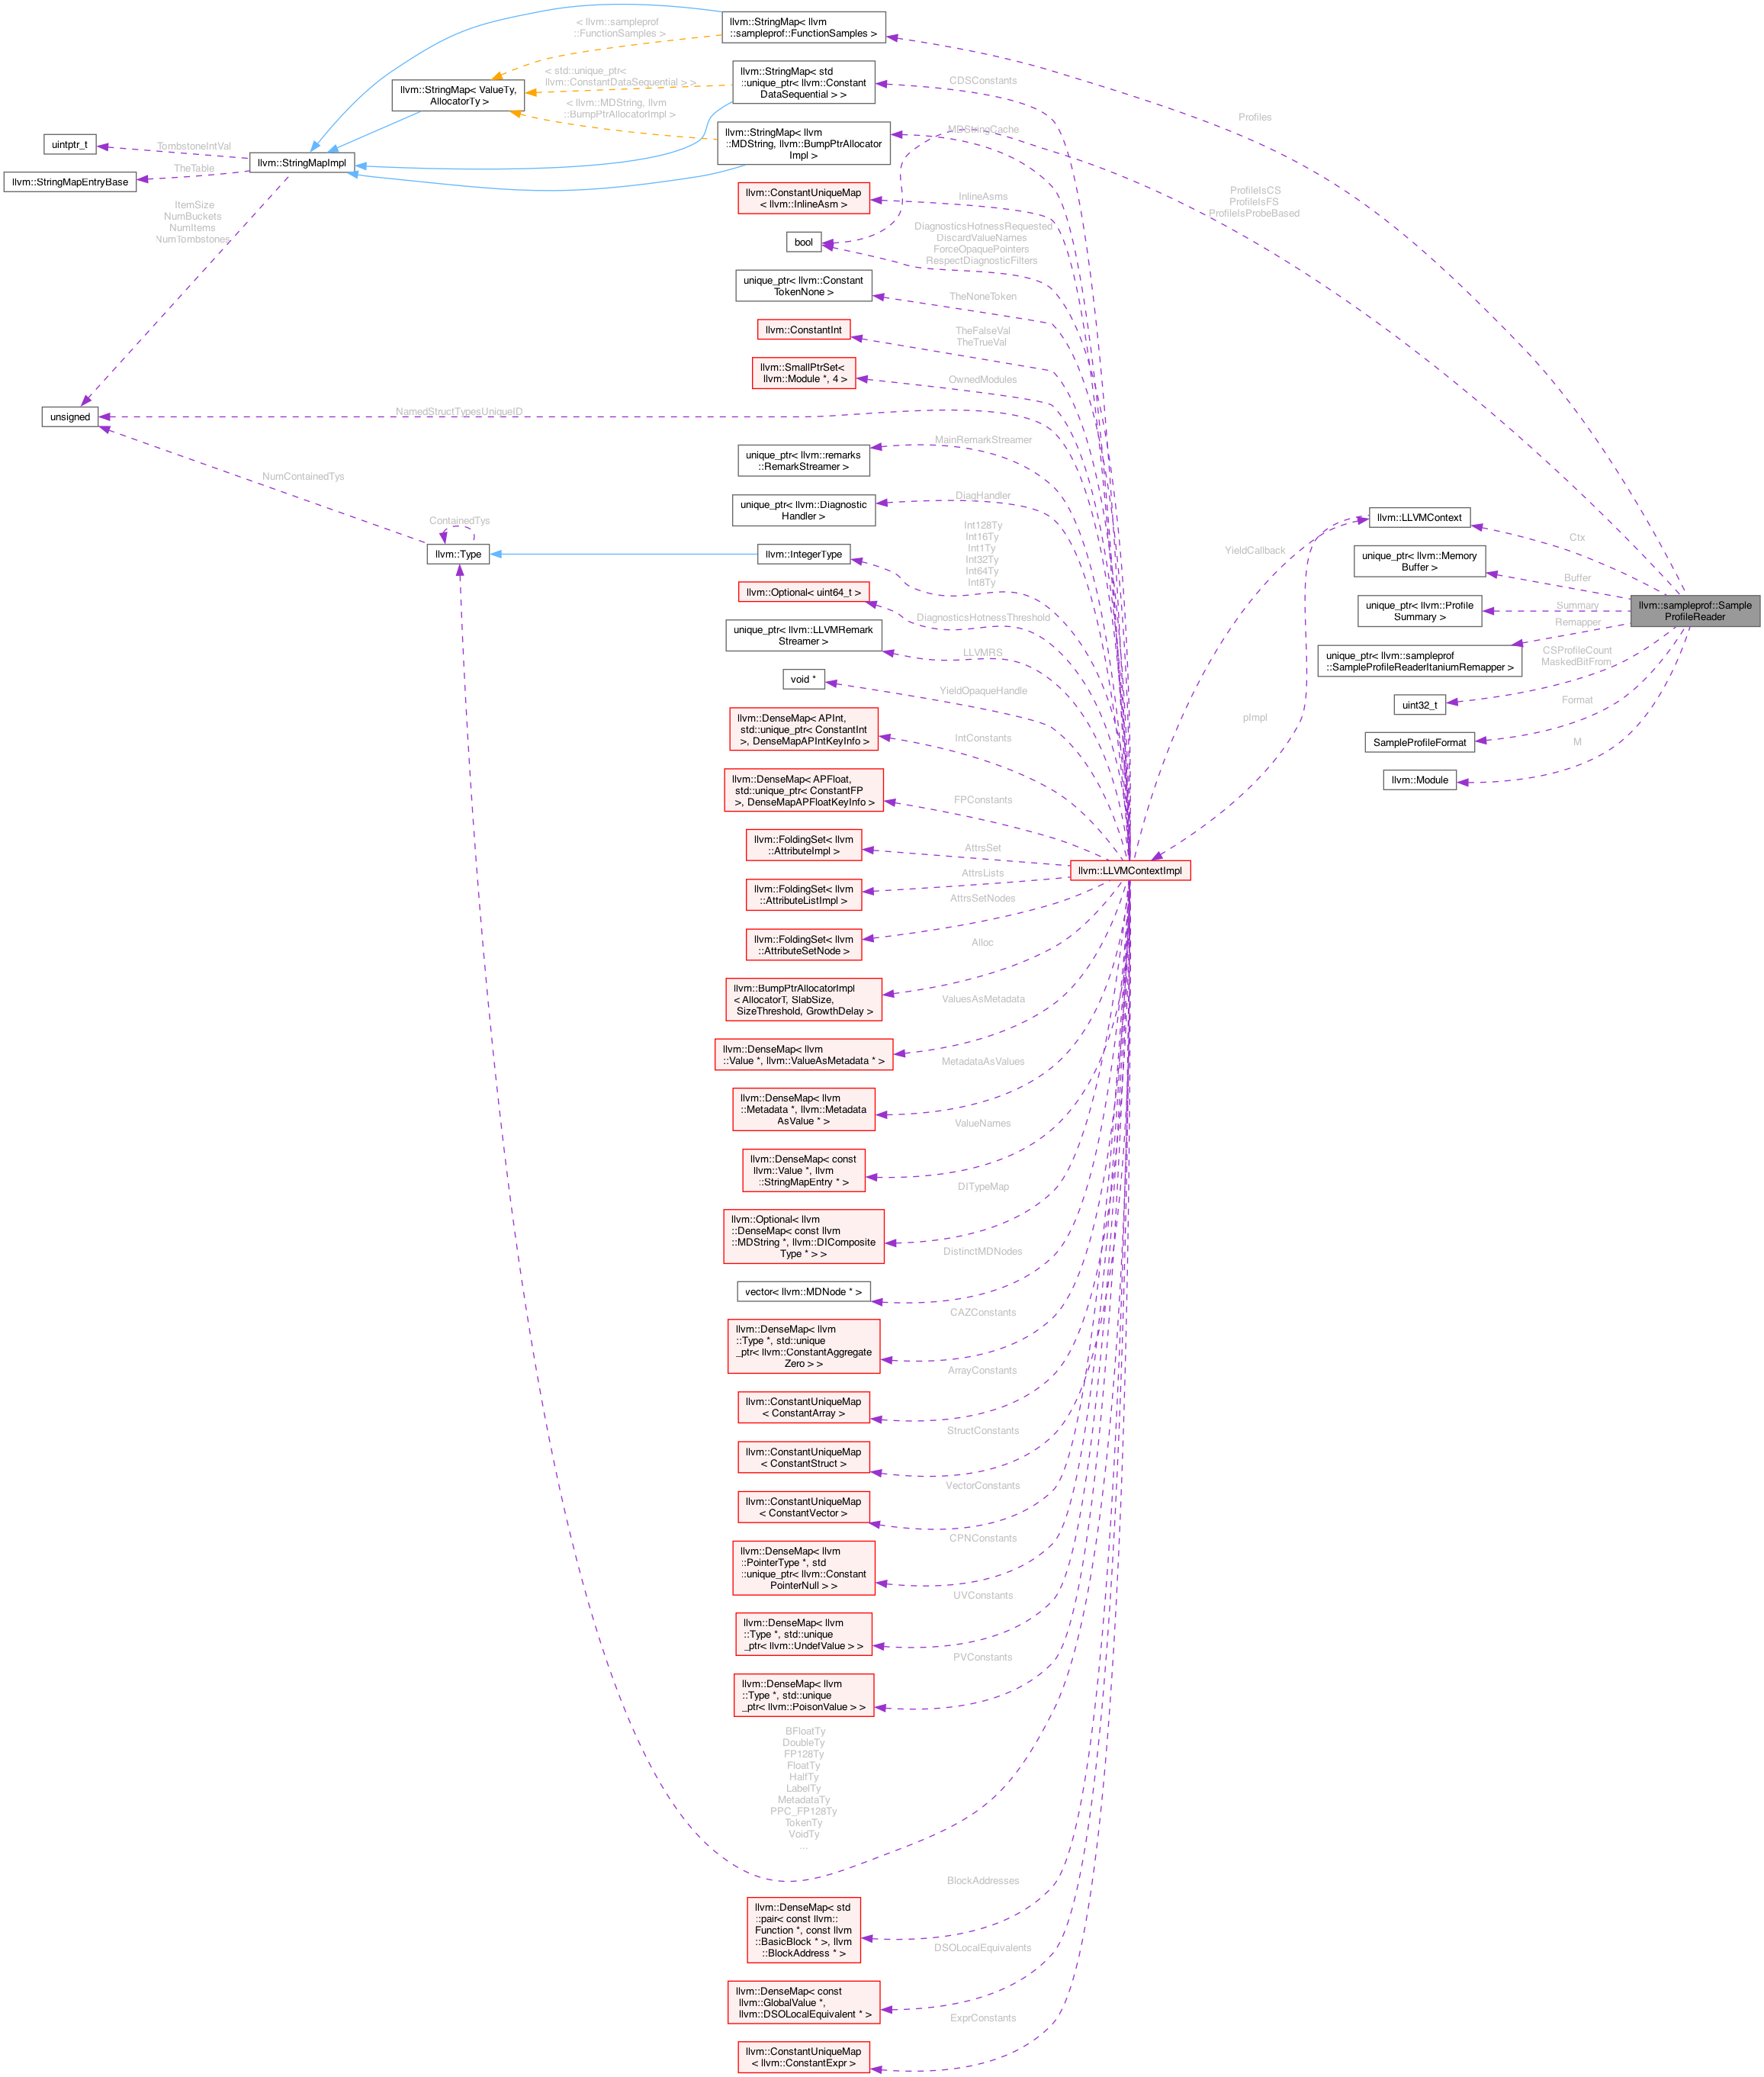 llvm::StringMap< llvm
::sampleprof::FunctionSamples >
< llvm::sampleprof
::FunctionSamples >
llvm::StringMap< std
::unique_ptr< llvm::Constant
DataSequential > >
< std::unique_ptr<
llvm::ConstantDataSequential > >
CDSConstants
llvm::StringMap< ValueTy,
AllocatorTy >
< llvm::MDString, llvm
::BumpPtrAllocatorImpl >
Profiles
llvm::StringMap< llvm
::MDString, llvm::BumpPtrAllocator
Impl >
MDStringCache
uintptr_t
TombstoneIntVal
llvm::StringMapImpl
TheTable
llvm::StringMapEntryBase
llvm::ConstantUniqueMap
< llvm::InlineAsm >
InlineAsms
ProfileIsCS
ProfileIsFS
ProfileIsProbeBased
ItemSize
NumBuckets
NumItems
NumTombstones
bool
DiagnosticsHotnessRequested
DiscardValueNames
ForceOpaquePointers
RespectDiagnosticFilters
unique_ptr< llvm::Constant
TokenNone >
TheNoneToken
llvm::ConstantInt
TheFalseVal
TheTrueVal
llvm::SmallPtrSet<
llvm::Module *, 4 >
OwnedModules
unsigned
NamedStructTypesUniqueID
unique_ptr< llvm::remarks
::RemarkStreamer >
MainRemarkStreamer
NumContainedTys
unique_ptr< llvm::Diagnostic
Handler >
DiagHandler
ContainedTys
llvm::Type
llvm::IntegerType
Int128Ty
Int16Ty
Int1Ty
Int32Ty
Int64Ty
Int8Ty
YieldCallback
llvm::LLVMContext
Ctx
unique_ptr< llvm::Memory
Buffer >
Buffer
unique_ptr< llvm::Profile
Summary >
Summary
llvm::sampleprof::Sample
ProfileReader
Remapper
unique_ptr< llvm::sampleprof
::SampleProfileReaderItaniumRemapper >
CSProfileCount
MaskedBitFrom
uint32_t
Format
SampleProfileFormat
M
llvm::Module
pImpl
llvm::Optional< uint64_t >
DiagnosticsHotnessThreshold
unique_ptr< llvm::LLVMRemark
Streamer >
LLVMRS
void *
YieldOpaqueHandle
llvm::DenseMap< APInt,
std::unique_ptr< ConstantInt
>, DenseMapAPIntKeyInfo >
IntConstants
llvm::DenseMap< APFloat,
std::unique_ptr< ConstantFP
>, DenseMapAPFloatKeyInfo >
FPConstants
llvm::FoldingSet< llvm
::AttributeImpl >
AttrsSet
llvm::LLVMContextImpl
llvm::FoldingSet< llvm
::AttributeListImpl >
AttrsLists
llvm::FoldingSet< llvm
::AttributeSetNode >
AttrsSetNodes
llvm::BumpPtrAllocatorImpl
< AllocatorT, SlabSize,
SizeThreshold, GrowthDelay >
Alloc
llvm::DenseMap< llvm
::Value *, llvm::ValueAsMetadata * >
ValuesAsMetadata
llvm::DenseMap< llvm
::Metadata *, llvm::Metadata
AsValue * >
MetadataAsValues
llvm::DenseMap< const
llvm::Value *, llvm
::StringMapEntry * >
ValueNames
llvm::Optional< llvm
::DenseMap< const llvm
::MDString *, llvm::DIComposite
Type * > >
DITypeMap
vector< llvm::MDNode * >
DistinctMDNodes
llvm::DenseMap< llvm
::Type *, std::unique
_ptr< llvm::ConstantAggregate
Zero > >
CAZConstants
llvm::ConstantUniqueMap
< ConstantArray >
ArrayConstants
llvm::ConstantUniqueMap
< ConstantStruct >
StructConstants
llvm::ConstantUniqueMap
< ConstantVector >
VectorConstants
llvm::DenseMap< llvm
::PointerType *, std
::unique_ptr< llvm::Constant
PointerNull > >
CPNConstants
llvm::DenseMap< llvm
::Type *, std::unique
_ptr< llvm::UndefValue > >
UVConstants
llvm::DenseMap< llvm
::Type *, std::unique
_ptr< llvm::PoisonValue > >
PVConstants
BFloatTy
DoubleTy
FP128Ty
FloatTy
HalfTy
LabelTy
MetadataTy
PPC_FP128Ty
TokenTy
VoidTy
...
llvm::DenseMap< std
::pair< const llvm::
Function *, const llvm
::BasicBlock * >, llvm
::BlockAddress * >
BlockAddresses
llvm::DenseMap< const
llvm::GlobalValue *,
llvm::DSOLocalEquivalent * >
DSOLocalEquivalents
llvm::ConstantUniqueMap
< llvm::ConstantExpr >
ExprConstants